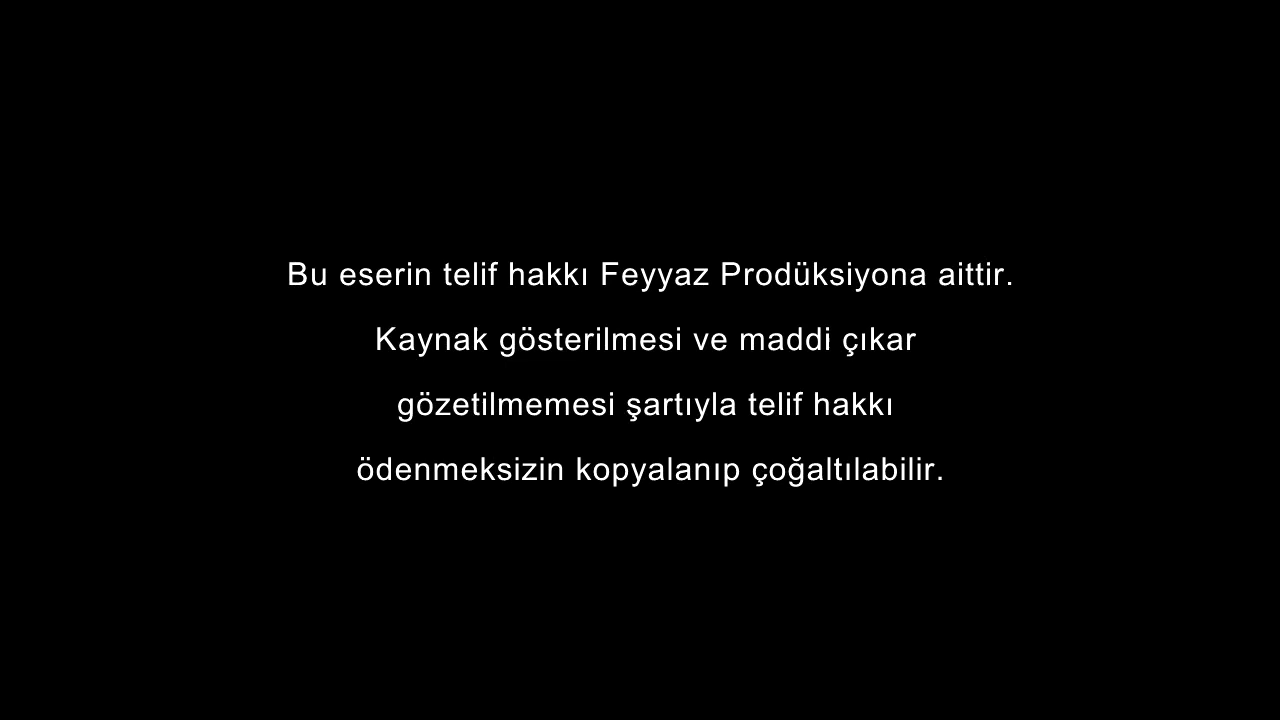 Bu eserin telif hakkı Feyyaz Prodüksiyona aittir.
Kaynak gösterilmesi ve maddi çıkar
gözetilmemesi şartıyla telif hakkı
ödenmeksizin kopyalanıp çoğaltılabilir.